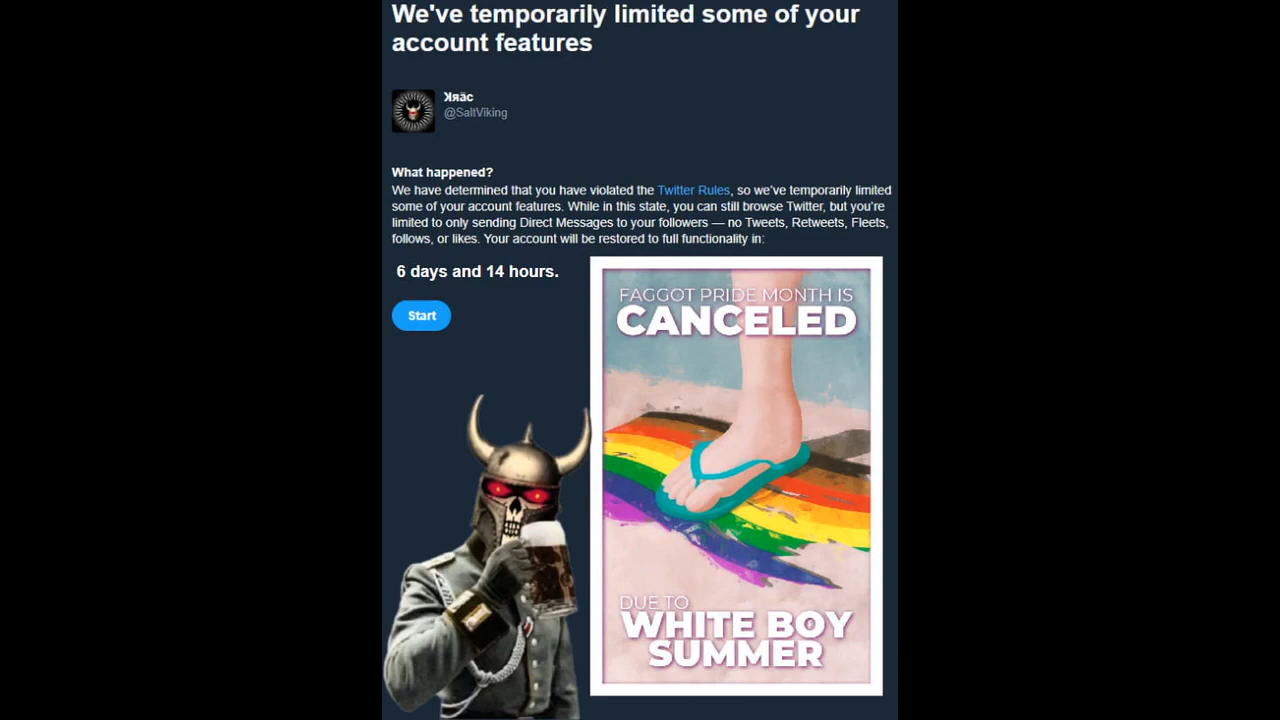 We've temporarily limited some of your
account features
Kяäc
@SaltViking
What happened?
We have determined that you have violated the Twitter Rules, so we've temporarily limited
some of your account features. While in this state, you can still browse Twitter, but you're
limited to only sending Direct Messages to your followers — no Tweets, Retweets, Fleets,
follows, or likes. Your account will be restored to full functionality in:
6 days and 14 hours.
Start
FAGGOT PRIDE MONTH IS
CANCELED
DUE TO
WHITE BOY
SUMMER